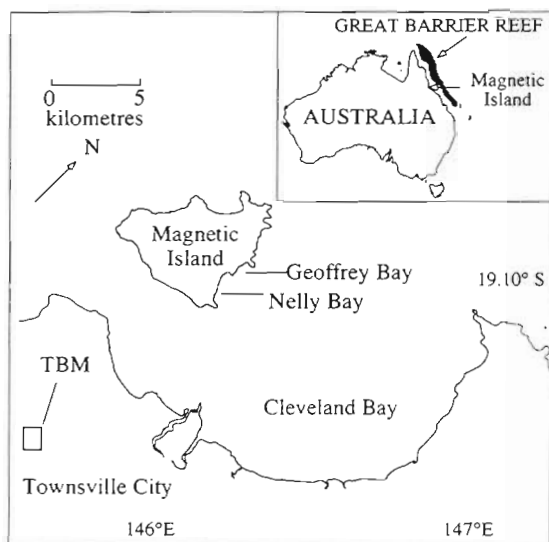 GREAT BARRIER REEF
Magnetic
Island
AUSTRALIA
0 5
kilometres
N
Magnetic
Island
Geoffrey Bay
Nelly Bay
19.10° S
TBM
Cleveland Bay
Townsville City
146°E 147°E